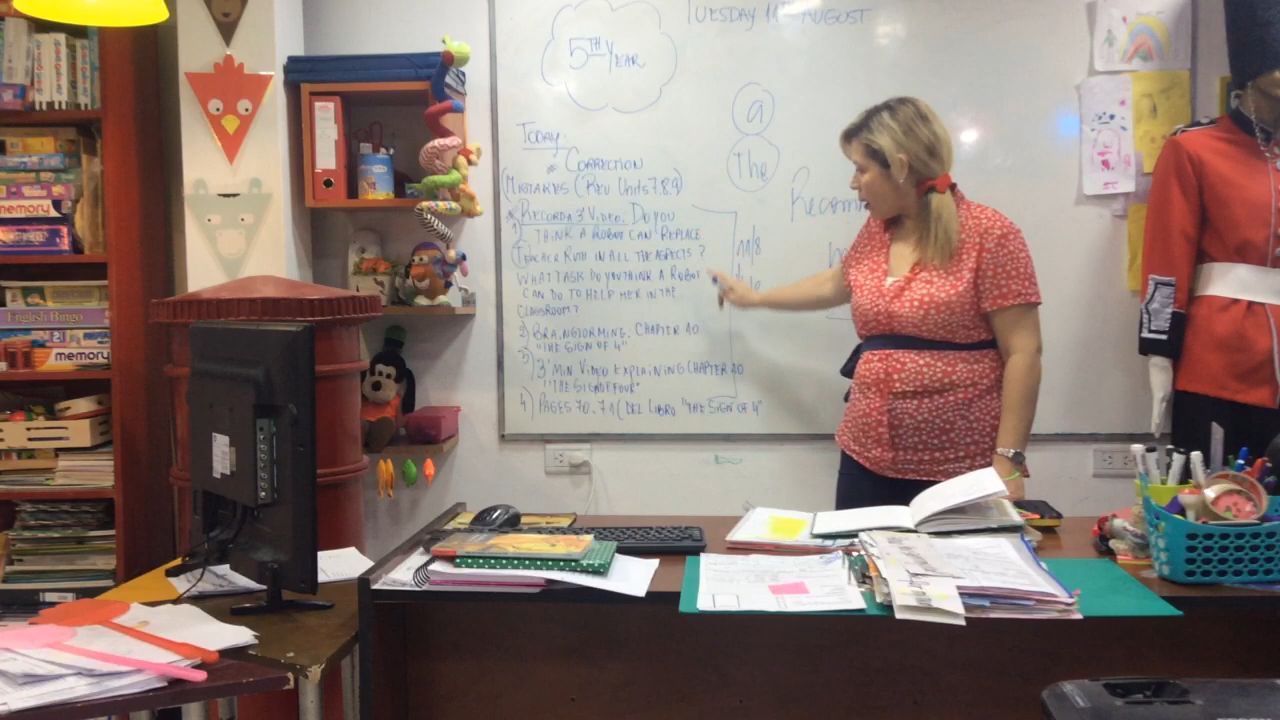 TUESDAY 11TH AUGUST
5TH YEAR
TODAY:
* CORRECTION
MISTAKES (REV Units 7,8,9)
* RECORD A 3' VIDEO. DO YOU
1) THINK A ROBOT CAN REPLACE
TEACHER RUTH IN ALL THE ASPECTS?
WHAT TASK DO YOU THINK A ROBOT
CAN DO TO HELP HER IN THE
CLASSROOM?
2) BRAINSTORMING. CHAPTER 10
"THE SIGN OF 4"
3) 3' MIN VIDEO EXPLAINING CHAPTER 10
"THE SIGN OF FOUR"
4) PAGES 70-71 (DEL LIBRO "THE SIGN OF 4"
a
The
memory
English Bingo
memory